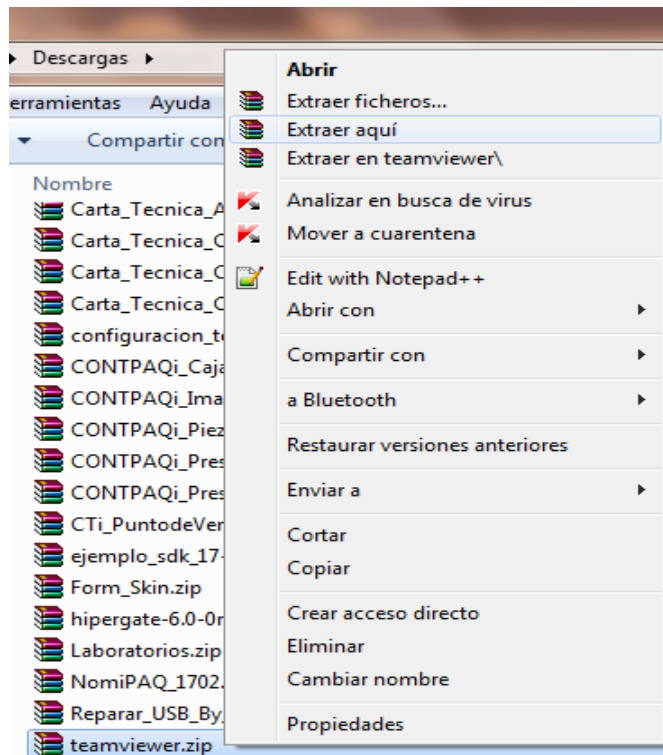 Descargas
erramientas Ayuda
Compartir con
Nombre
Carta_Tecnica_A
Carta_Tecnica_C
Carta_Tecnica_C
Carta_Tecnica_C
configuracion_t
CONTPAQi_Caja
CONTPAQi_Ima
CONTPAQi_Piez
CONTPAQi_Pres
CONTPAQi_Pres
CTi_PuntodeVer
ejemplo_sdk_17-
Form_Skin.zip
hipergate-6.0-0r
Laboratorios.zip
NomiPAQ_1702.
Reparar_USB_By_
teamviewer.zip
Abrir
Extraer ficheros...
Extraer aquí
Extraer en teamviewer\
Analizar en busca de virus
Mover a cuarentena
Edit with Notepad++
Abrir con
Compartir con
a Bluetooth
Restaurar versiones anteriores
Enviar a
Cortar
Copiar
Crear acceso directo
Eliminar
Cambiar nombre
Propiedades